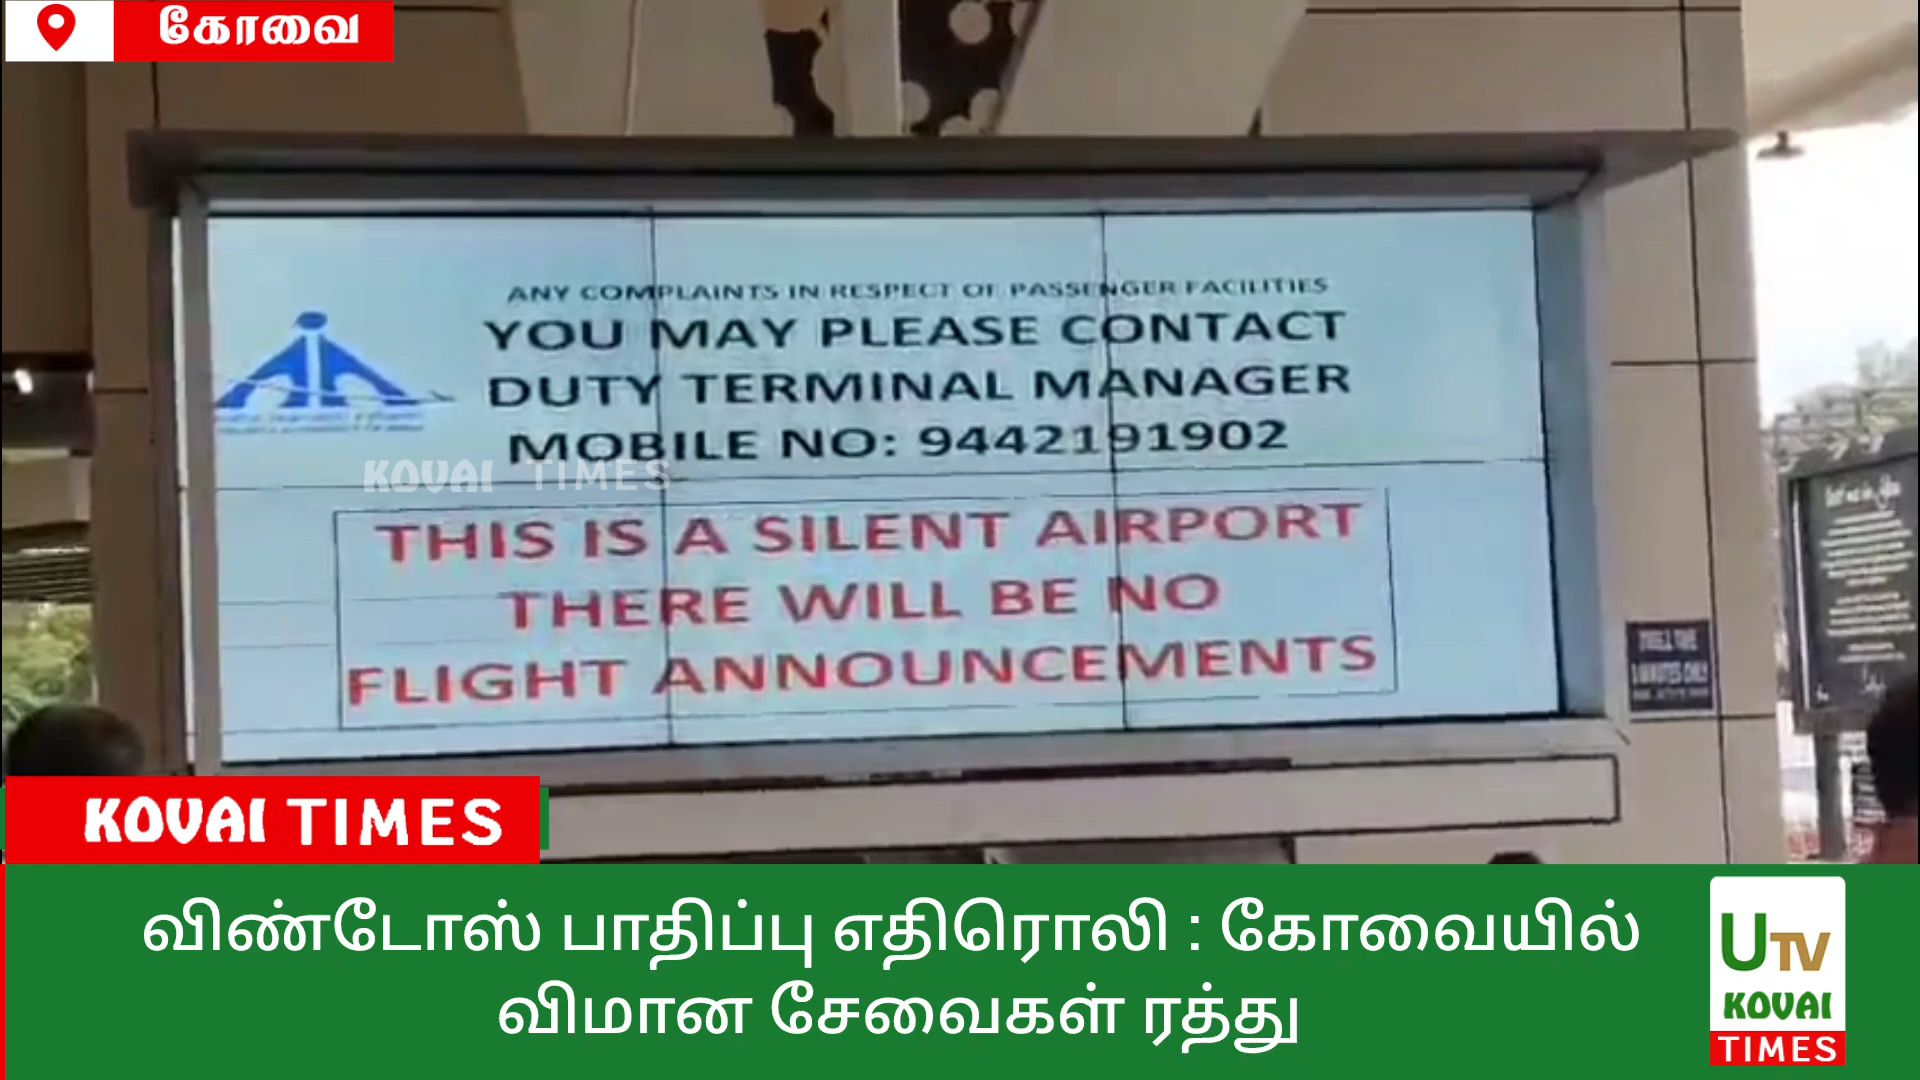 கோவை
ANY COMPLAINTS IN RESPECT OF PASSENGER FACILITIES
YOU MAY PLEASE CONTACT
DUTY TERMINAL MANAGER
MOBILE NO: 9442191902
KOVAI TIMES
THIS IS A SILENT AIRPORT
THERE WILL BE NO
FLIGHT ANNOUNCEMENTS
KOVAI TIMES
விண்டோஸ் பாதிப்பு எதிரொலி : கோவையில்
விமான சேவைகள் ரத்து
UTV
KOVAI
TIMES